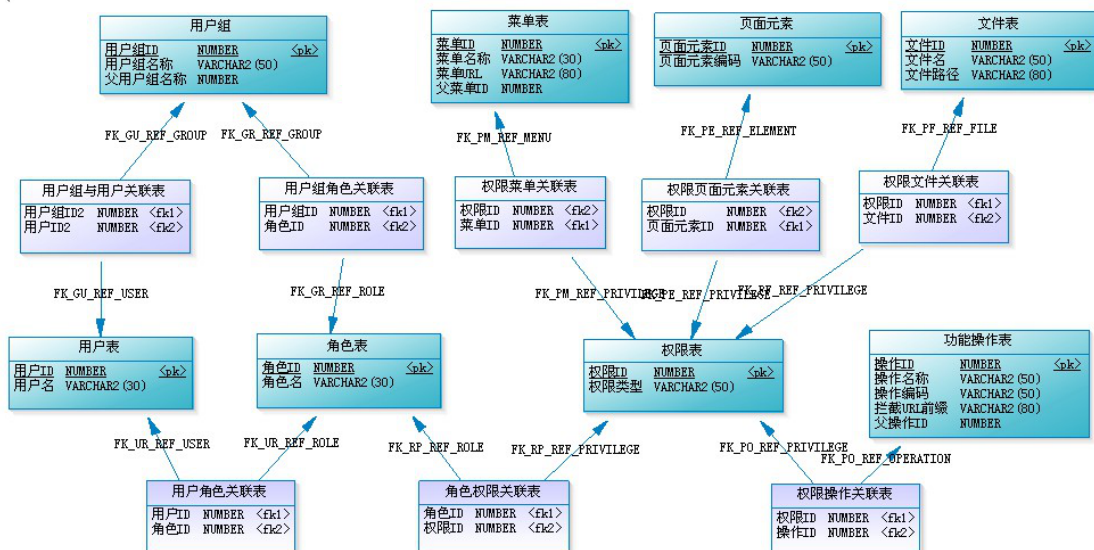 用户组
用户组ID NUMBER <pk>
用户组名称 VARCHAR2(50)
父用户组名称 NUMBER
菜单表
菜单ID NUMBER <pk>
菜单名称 VARCHAR2(30)
菜单URL VARCHAR2(80)
父菜单ID NUMBER
页面元素
页面元素ID NUMBER <pk>
页面元素编码 VARCHAR2(50)
文件表
文件ID NUMBER <pk>
文件名 VARCHAR2(50)
文件路径 VARCHAR2(80)
FK_GU_REF_GROUP
FK_GR_REF_GROUP
FK_PM_REF_MENU
FK_PE_REF_ELEMENT
FK_PF_REF_FILE
用户组与用户关联表
用户组ID2 NUMBER <fk1>
用户ID2 NUMBER <fk2>
用户组角色关联表
用户组ID NUMBER <fk1>
角色ID NUMBER <fk2>
权限菜单关联表
权限ID NUMBER <fk2>
菜单ID NUMBER <fk1>
权限页面元素关联表
权限ID NUMBER <fk2>
页面元素ID NUMBER <fk1>
权限文件关联表
权限ID NUMBER <fk1>
文件ID NUMBER <fk2>
FK_GU_REF_USER
FK_GR_REF_ROLE
FK_PM_REF_PRIVILEGE
FK_PE_REF_PRIVILEGE
FK_PF_REF_PRIVILEGE
用户表
用户ID NUMBER <pk>
用户名 VARCHAR2(30)
角色表
角色ID NUMBER <pk>
角色名 VARCHAR2(30)
权限表
权限ID NUMBER <pk>
权限类型 VARCHAR2(50)
功能操作表
操作ID NUMBER <pk>
操作名称 VARCHAR2(50)
操作编码 VARCHAR2(50)
拦截URL前缀 VARCHAR2(80)
父操作ID NUMBER
FK_UR_REF_USER
FK_UR_REF_ROLE
FK_RP_REF_ROLE
FK_RP_REF_PRIVILEGE
FK_PO_REF_PRIVILEGE
FK_PO_REF_OPERATION
用户角色关联表
用户ID NUMBER <fk1>
角色ID NUMBER <fk2>
角色权限关联表
角色ID NUMBER <fk1>
权限ID NUMBER <fk2>
权限操作关联表
权限ID NUMBER <fk1>
操作ID NUMBER <fk2>